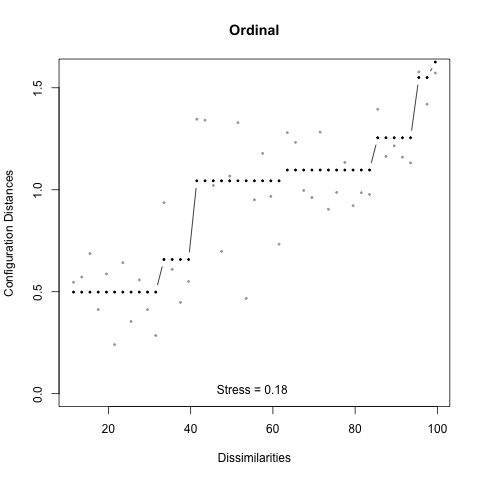 Ordinal
Configuration Distances
1.5
1.0
0.5
0.0
Stress = 0.18
20 40 60 80 100
Dissimilarities